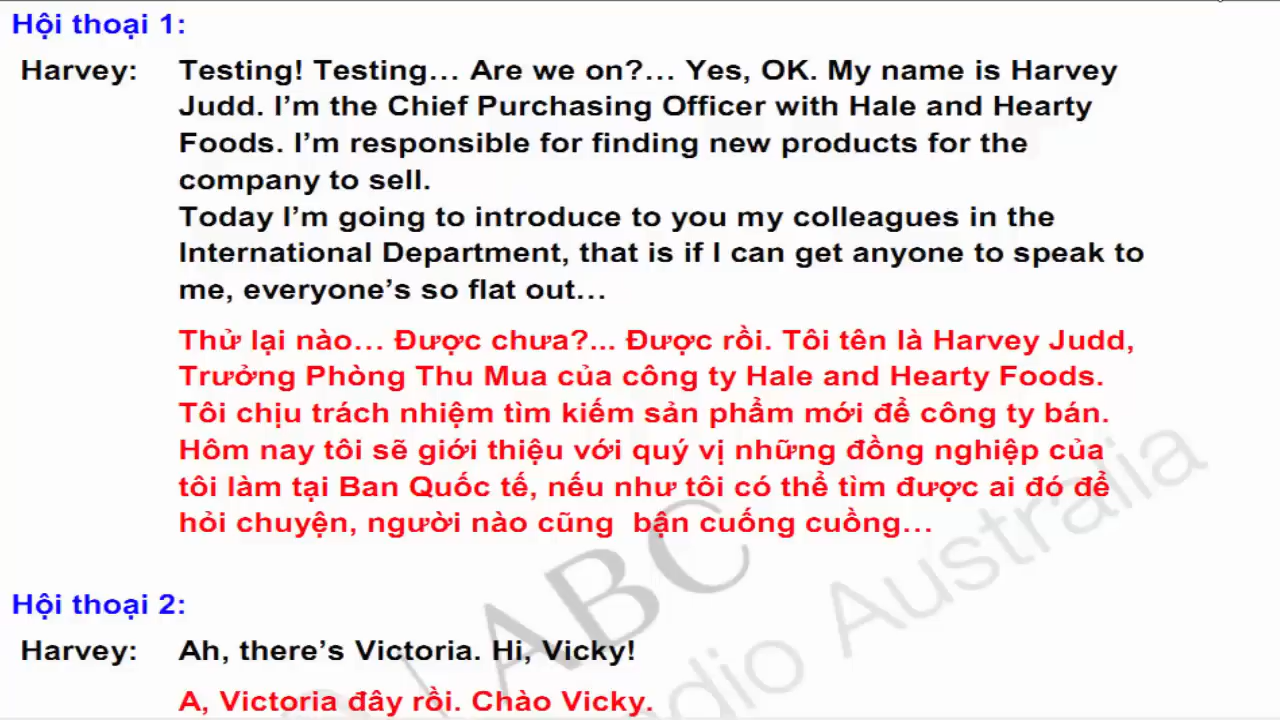 Hội thoại 1:
Harvey: Testing! Testing… Are we on?… Yes, OK. My name is Harvey
Judd. I’m the Chief Purchasing Officer with Hale and Hearty
Foods. I’m responsible for finding new products for the
company to sell.
Today I’m going to introduce to you my colleagues in the
International Department, that is if I can get anyone to speak to
me, everyone’s so flat out…
Thử lại nào… Được chưa?... Được rồi. Tôi tên là Harvey Judd,
Trưởng Phòng Thu Mua của công ty Hale and Hearty Foods.
Tôi chịu trách nhiệm tìm kiếm sản phẩm mới để công ty bán.
Hôm nay tôi sẽ giới thiệu với quý vị những đồng nghiệp của
tôi làm tại Ban Quốc tế, nếu như tôi có thể tìm được ai đó để
hỏi chuyện, người nào cũng bận cuống cuồng…
Hội thoại 2:
Harvey: Ah, there’s Victoria. Hi, Vicky!
A, Victoria đây rồi. Chào Vicky.
ABC
Australia